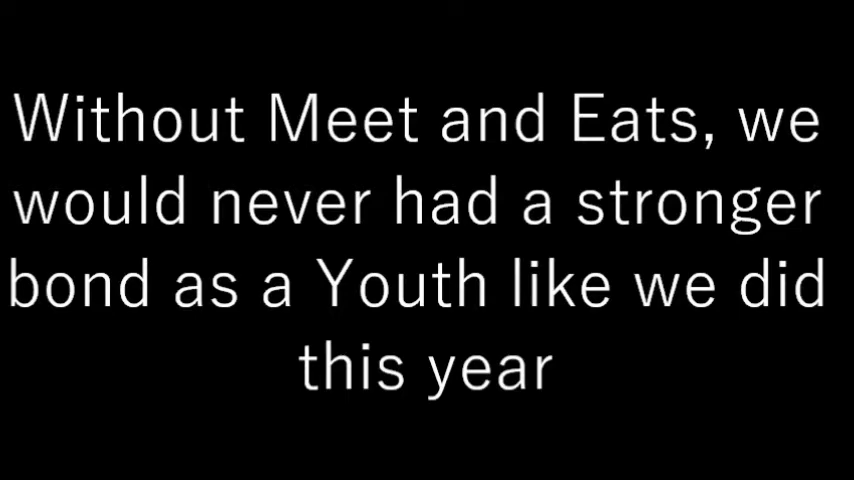 Without Meet and Eats, we
would never had a stronger
bond as a Youth like we did
this year